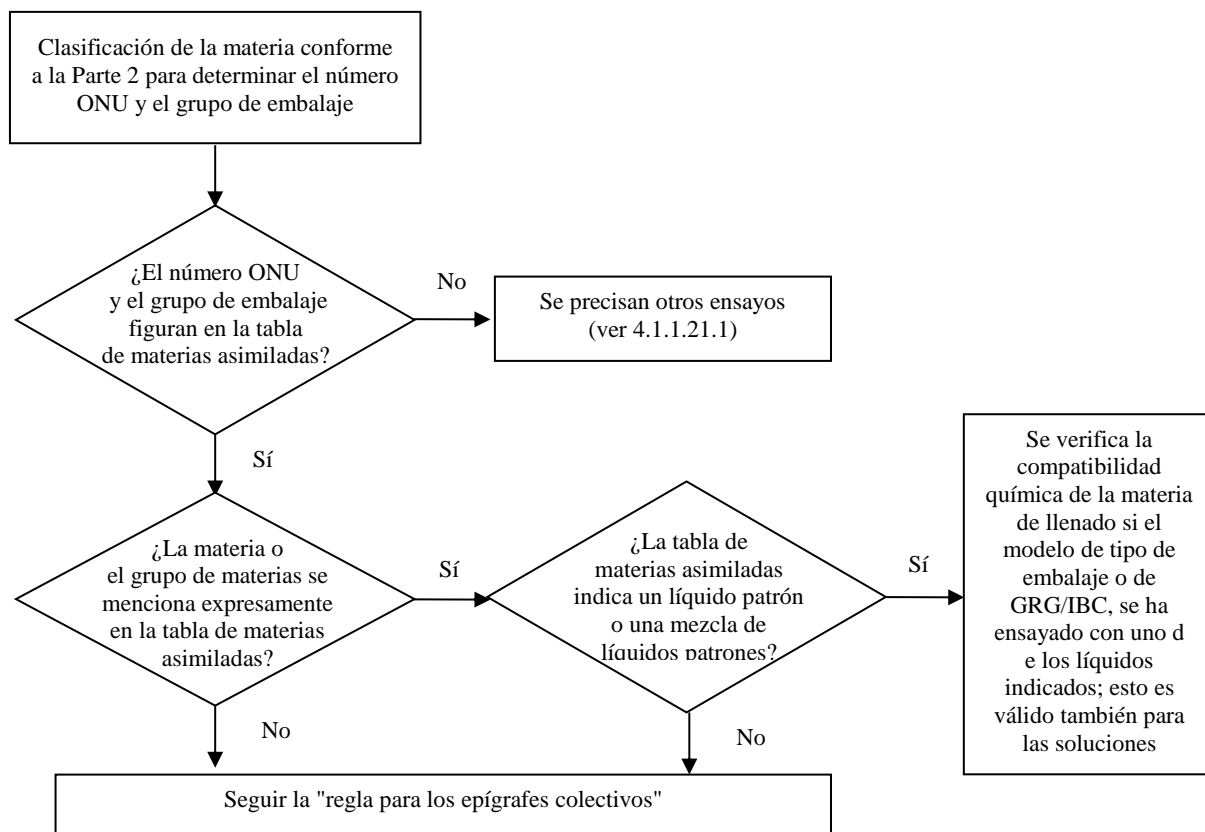 Clasificación de la materia conforme
a la Parte 2 para determinar el número
ONU y el grupo de embalaje
¿El número ONU
y el grupo de embalaje
figuran en la tabla
de materias asimiladas?
No
Se precisan otros ensayos
(ver 4.1.1.21.1)
Sí
¿La materia o
el grupo de materias se
menciona expresamente
en la tabla de materias
asimiladas?
Sí
¿La tabla de
materias asimiladas
indica un líquido patrón
o una mezcla de
líquidos patrones?
Sí
Se verifica la
compatibilidad
química de la materia
de llenado si el
modelo de tipo de
embalaje o de
GRG/IBC, se ha
ensayado con uno d
e los líquidos
indicados; esto es
válido también para
las soluciones
No
No
Seguir la "regla para los epígrafes colectivos"